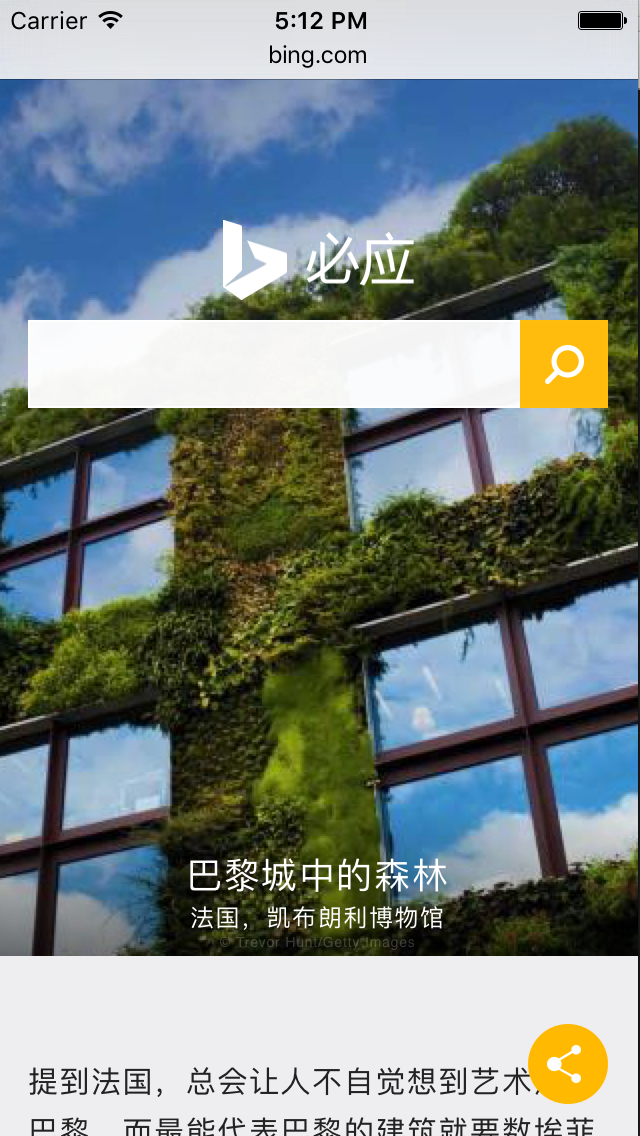 Carrier 5:12 PM
bing.com
必应
巴黎城中的森林
法国，凯布朗利博物馆
© Trevor Hunt/Getty Images
提到法国，总会让人不自觉想到艺术
巴黎，而最能代表巴黎的建筑就要数埃菲